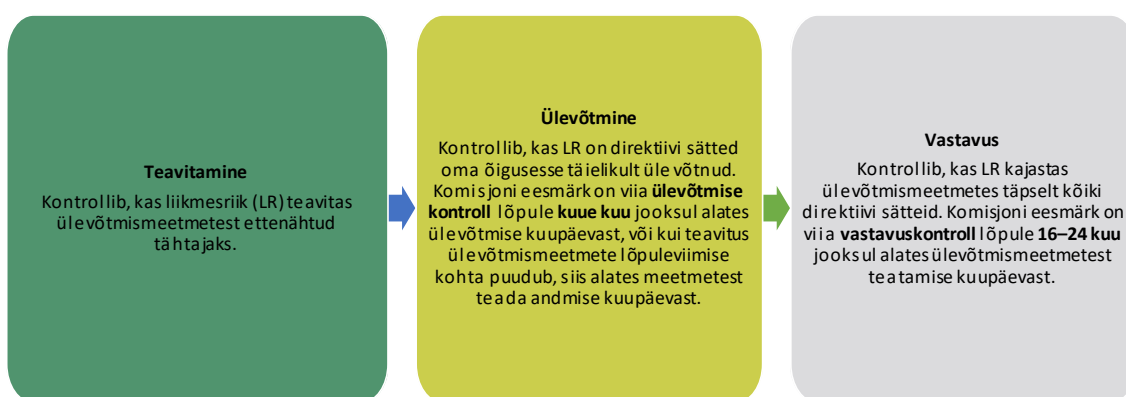 Teavitamine
Kontrollib, kas liikmesriik (LR) teavitas
ülevõtmismeetmetest ettenähtud
tähtajaks.
Ülevõtmine
Kontrollib, kas LR on direktiivi sätted
oma õigusesse täielikult üle võtnud.
Komisjoni eesmärk on viia ülevõtmise
kontroll lõpule kuue kuu jooksul alates
ülevõtmise kuupäevast, või kui teavitus
ülevõtmismeetmete lõpuleviimise
kohta puudub, siis alates meetmetest
teada andmise kuupäevast.
Vastavus
Kontrollib, kas LR kajastas
ülevõtmismeetmetes täpselt kõiki
direktiivi sätteid. Komisjoni eesmärk on
viia vastavuskontroll lõpule 16–24 kuu
jooksul alates ülevõtmismeetmetest
teatamise kuupäevast.